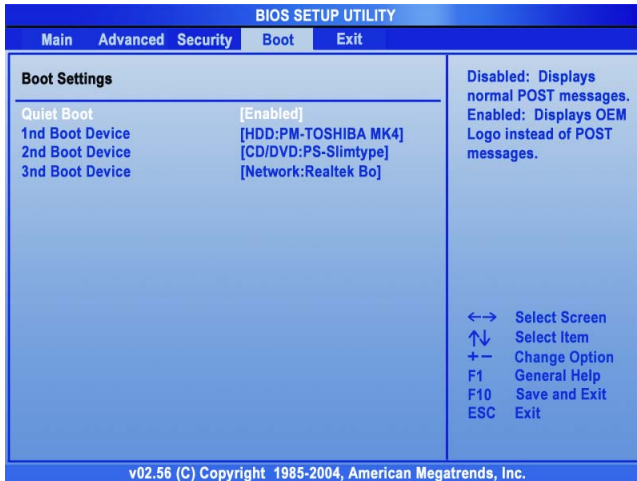 BIOS SETUP UTILITY
Main Advanced Security Boot Exit
Boot Settings
Quiet Boot [Enabled]
1nd Boot Device [HDD:PM-TOSHIBA MK4]
2nd Boot Device [CD/DVD:PS-Slimtype]
3nd Boot Device [Network:Realtek Bo]
Disabled: Displays
normal POST messages.
Enabled: Displays OEM
Logo instead of POST
messages.
←→ Select Screen
↑↓ Select Item
+− Change Option
F1 General Help
F10 Save and Exit
ESC Exit
v02.56 (C) Copyright 1985-2004, American Megatrends, Inc.